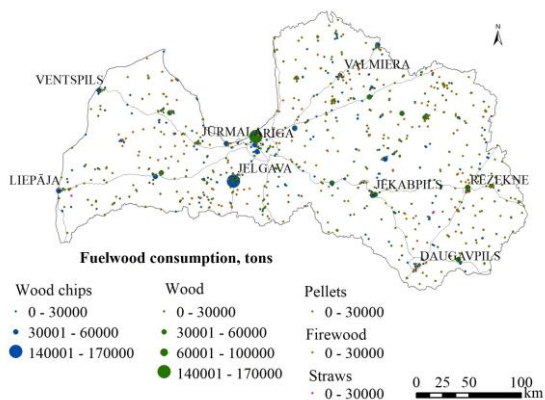 N
VALMIERA
VENTSPILS
JŪRMALA
RĪGA
LIEPĀJA
JELGAVA
JĒKABPILS
RĒZEKNE
DAUGAVPILS
Fuelwood consumption, tons
Wood chips
0 - 30000
30001 - 60000
140001 - 170000
Wood
0 - 30000
30001 - 60000
60001 - 100000
140001 - 170000
Pellets
0 - 30000
Firewood
0 - 30000
Straws
0 - 30000
0 25 50 100
km